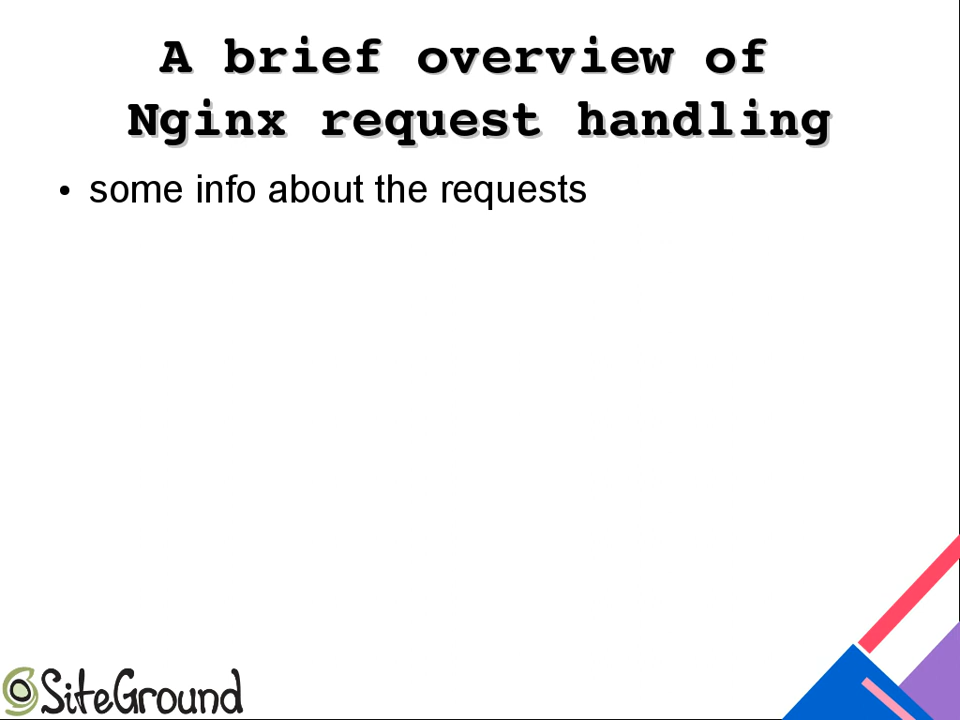 A brief overview of
Nginx request handling
• some info about the requests
SiteGround